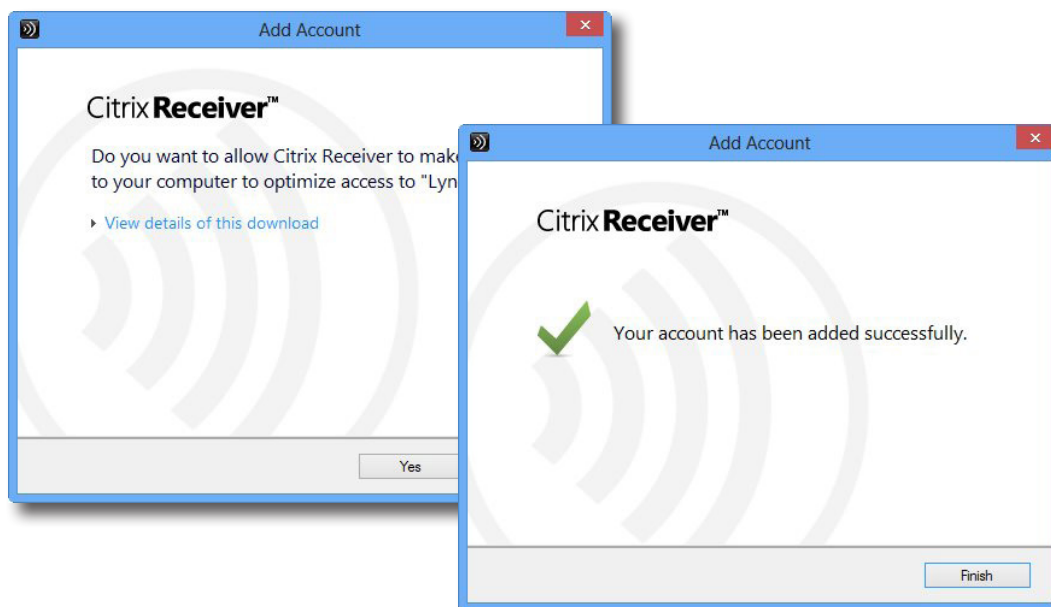 Add Account
Citrix Receiver™
Do you want to allow Citrix Receiver to make
to your computer to optimize access to "Lyn
View details of this download
Yes
Add Account
Citrix Receiver™
Your account has been added successfully.
Finish